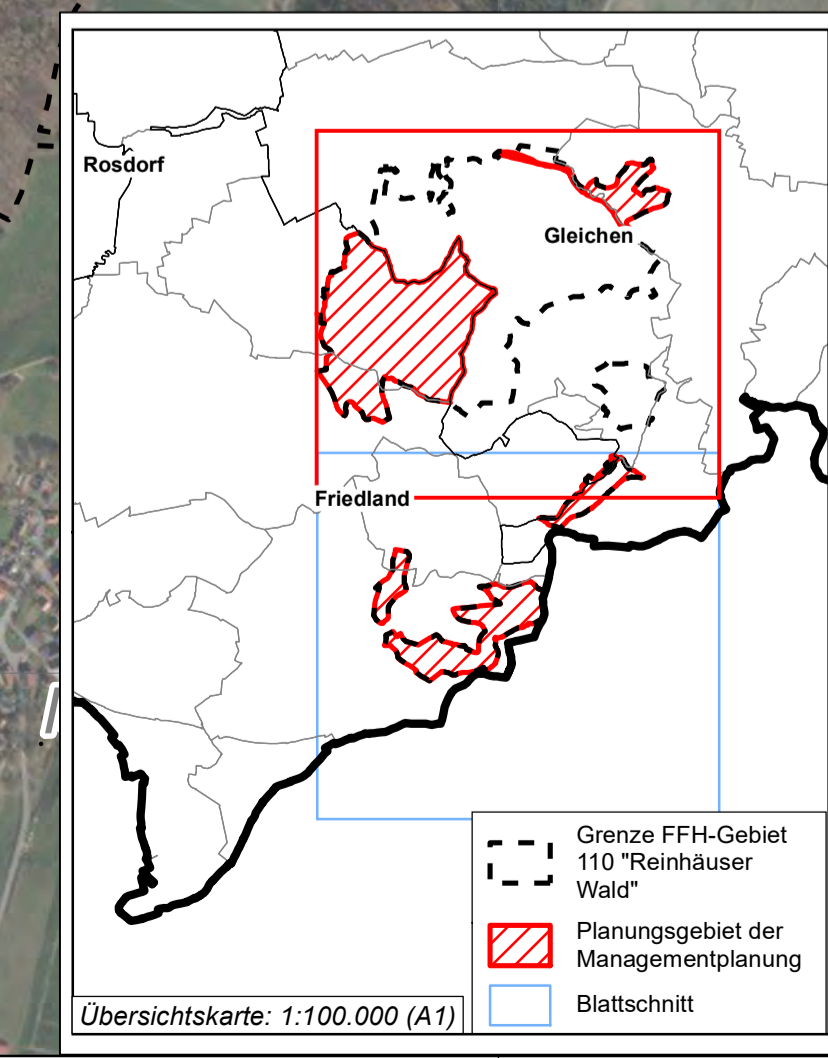 Rosdorf
Gleichen
Friedland
Grenze FFH-Gebiet
110 "Reinhäuser
Wald"
Planungsgebiet der
Managementplanung
Blattschnitt
Übersichtskarte: 1:100.000 (A1)